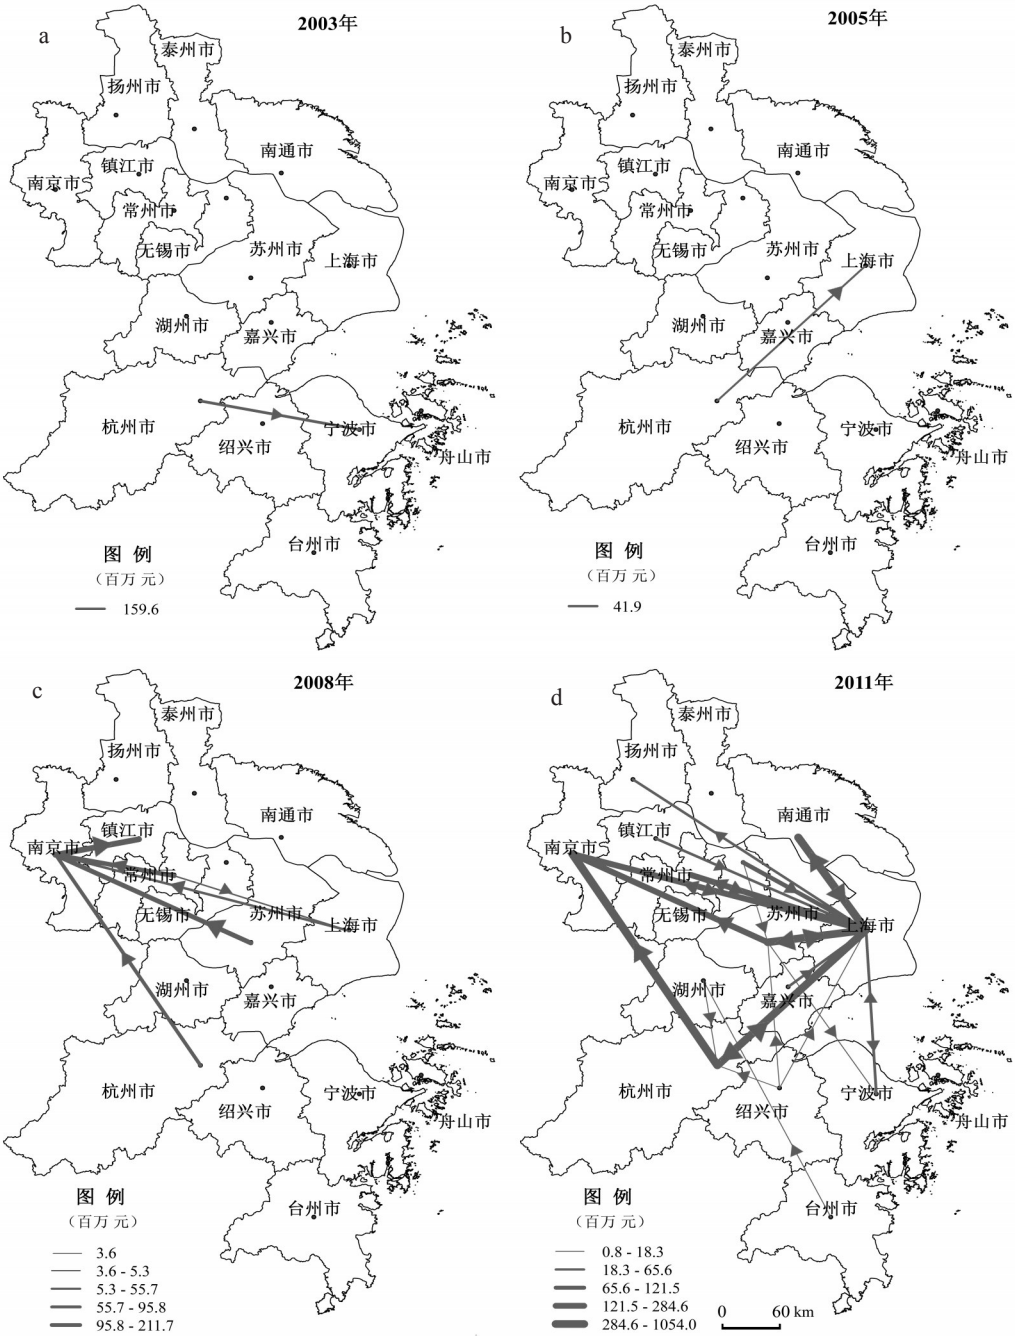 a
2003年
泰州市
扬州市
南通市
镇江市
南京市
常州市
无锡市
苏州市
上海市
湖州市
嘉兴市
杭州市
绍兴市
宁波市
舟山市
台州市
图 例
（百万 元）
159.6
b
2005年
泰州市
扬州市
南通市
镇江市
南京市
常州市
无锡市
苏州市
上海市
湖州市
嘉兴市
杭州市
绍兴市
宁波市
舟山市
台州市
图 例
（百万 元）
41.9
c
2008年
泰州市
扬州市
南通市
镇江市
南京市
常州市
无锡市
苏州市
上海市
湖州市
嘉兴市
杭州市
绍兴市
宁波市
舟山市
台州市
图 例
（百万 元）
3.6
3.6 - 5.3
5.3 - 55.7
55.7 - 95.8
95.8 - 211.7
d
2011年
泰州市
扬州市
南通市
镇江市
南京市
常州市
无锡市
苏州市
上海市
湖州市
嘉兴市
杭州市
绍兴市
宁波市
舟山市
台州市
图 例
（百万 元）
0.8 - 18.3
18.3 - 65.6
65.6 - 121.5
121.5 - 284.6
284.6 - 1054.0
0 60 km